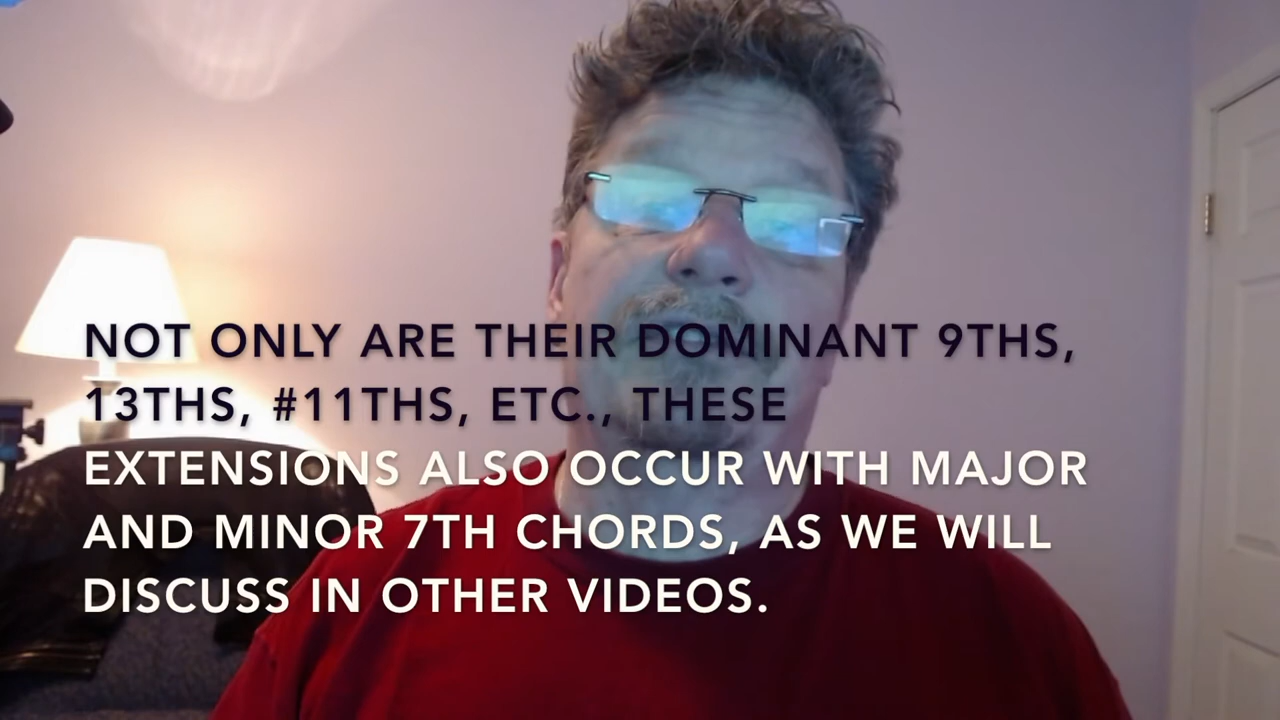 NOT ONLY ARE THEIR DOMINANT 9THS,
13THS, #11THS, ETC., THESE
EXTENSIONS ALSO OCCUR WITH MAJOR
AND MINOR 7TH CHORDS, AS WE WILL
DISCUSS IN OTHER VIDEOS.